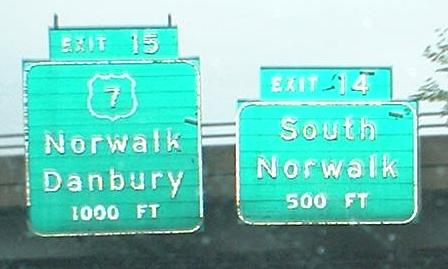 EXIT 15
7
Norwalk
Danbury
1000 FT
EXIT 14
South
Norwalk
500 FT